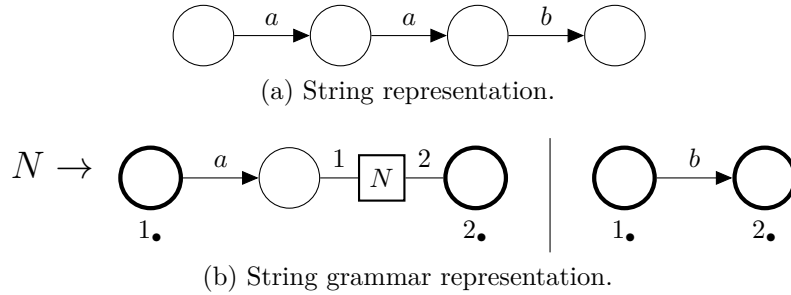 a a b
(a) String representation.
N → a 1 N 2 b
1• 2• 1• 2•
(b) String grammar representation.